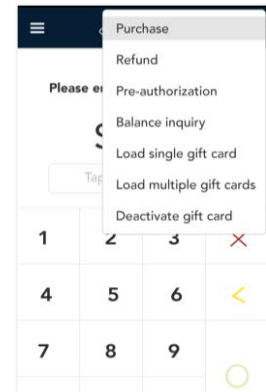 Purchase
Refund
Please e
Pre-authorization
Balance inquiry
Load single gift card
Tap
Load multiple gift cards
Deactivate gift card
1 2 3
4 5 6
7 8 9